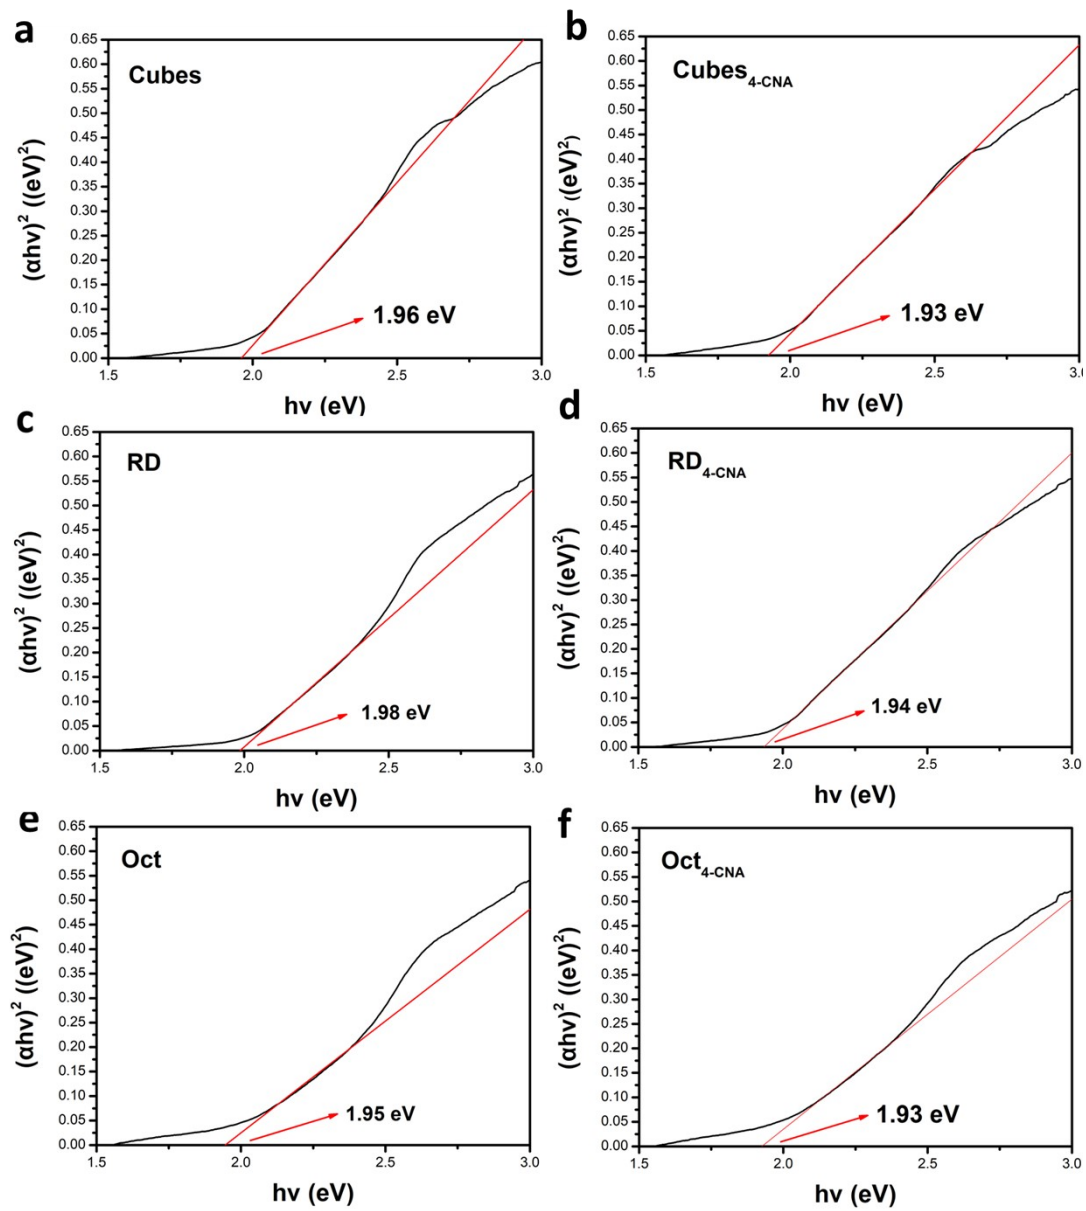 a
Cubes
0.65
0.60
0.55
0.50
0.45
0.40
0.35
0.30
0.25
0.20
0.15
0.10
0.05
0.00
(αhν)² ((eV)²)
1.96 eV
1.5 2.0 2.5 3.0
hν (eV)
b
Cubes4-CNA
0.65
0.60
0.55
0.50
0.45
0.40
0.35
0.30
0.25
0.20
0.15
0.10
0.05
0.00
(αhν)² ((eV)²)
1.93 eV
1.5 2.0 2.5 3.0
hν (eV)
c
RD
0.65
0.60
0.55
0.50
0.45
0.40
0.35
0.30
0.25
0.20
0.15
0.10
0.05
0.00
(αhν)² ((eV)²)
1.98 eV
1.5 2.0 2.5 3.0
hν (eV)
d
RD4-CNA
0.65
0.60
0.55
0.50
0.45
0.40
0.35
0.30
0.25
0.20
0.15
0.10
0.05
0.00
(αhν)² ((eV)²)
1.94 eV
1.5 2.0 2.5 3.0
hν (eV)
e
Oct
0.65
0.60
0.55
0.50
0.45
0.40
0.35
0.30
0.25
0.20
0.15
0.10
0.05
0.00
(αhν)² ((eV)²)
1.95 eV
1.5 2.0 2.5 3.0
hν (eV)
f
Oct4-CNA
0.65
0.60
0.55
0.50
0.45
0.40
0.35
0.30
0.25
0.20
0.15
0.10
0.05
0.00
(αhν)² ((eV)²)
1.93 eV
1.5 2.0 2.5 3.0
hν (eV)